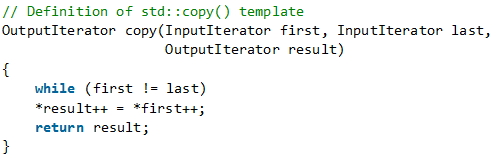 // Definition of std::copy() template
OutputIterator copy(InputIterator first, InputIterator last,
                    OutputIterator result)
{
    while (first != last)
    *result++ = *first++;
    return result;
}